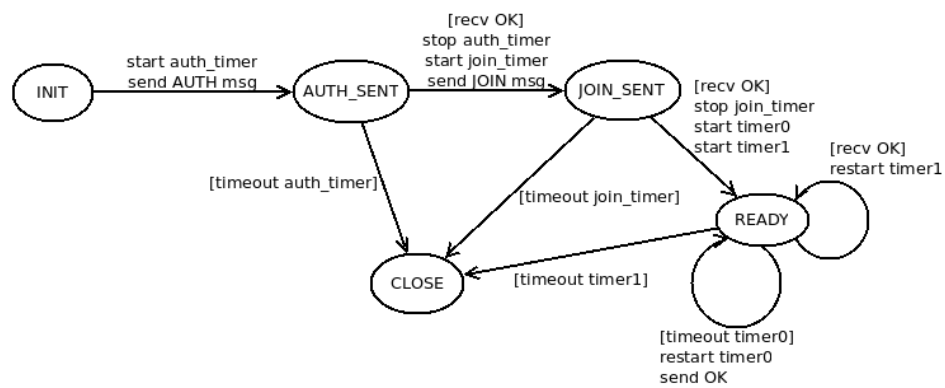 INIT
start auth_timer
send AUTH msg
AUTH_SENT
[recv OK]
stop auth_timer
start join_timer
send JOIN msg
JOIN_SENT
[recv OK]
stop join_timer
start timer0
start timer1
[recv OK]
restart timer1
[timeout auth_timer]
[timeout join_timer]
READY
CLOSE
[timeout timer1]
[timeout timer0]
restart timer0
send OK